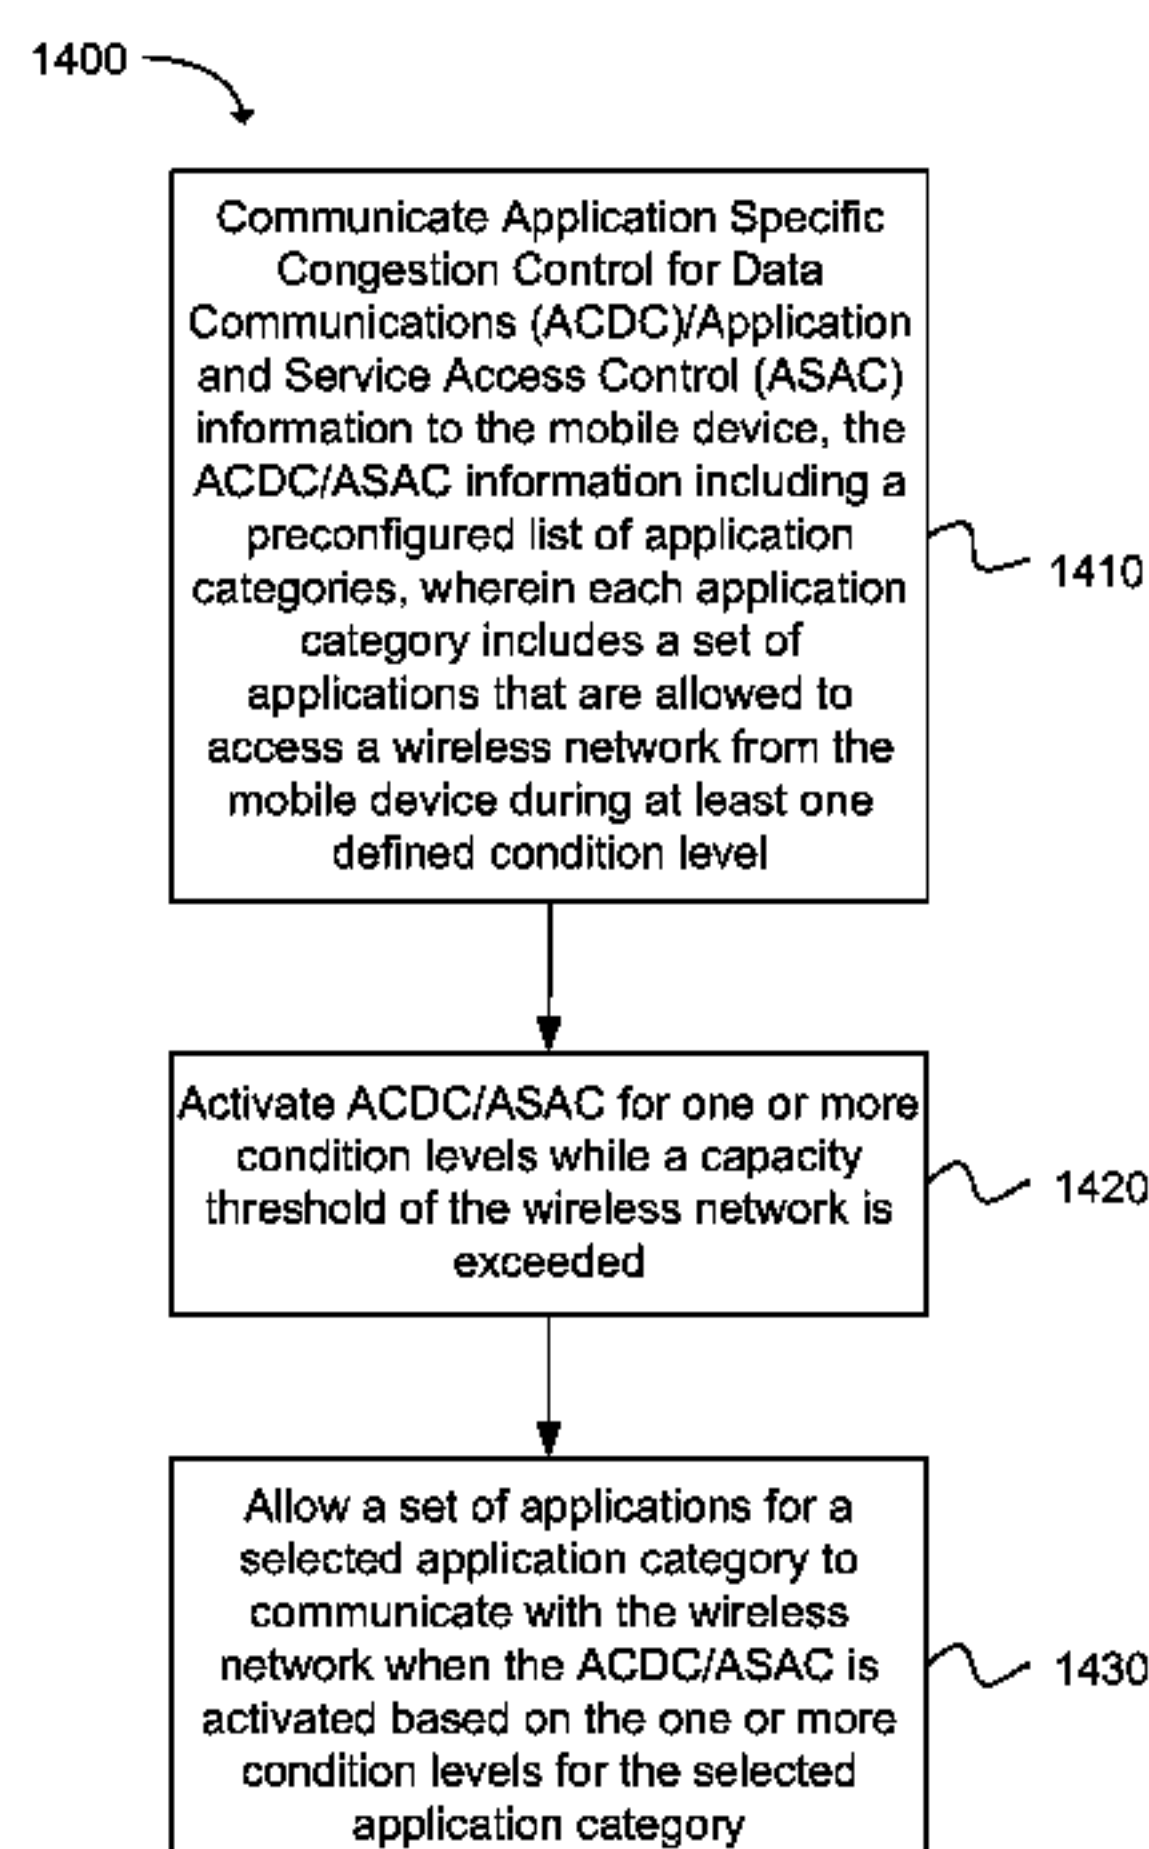 1400
Communicate Application Specific
Congestion Control for Data
Communications (ACDC)/Application
and Service Access Control (ASAC)
information to the mobile device, the
ACDC/ASAC information including a
preconfigured list of application
categories, wherein each application
category includes a set of
applications that are allowed to
access a wireless network from the
mobile device during at least one
defined condition level
1410
Activate ACDC/ASAC for one or more
condition levels while a capacity
threshold of the wireless network is
exceeded
1420
Allow a set of applications for a
selected application category to
communicate with the wireless
network when the ACDC/ASAC is
activated based on the one or more
condition levels for the selected
application category
1430